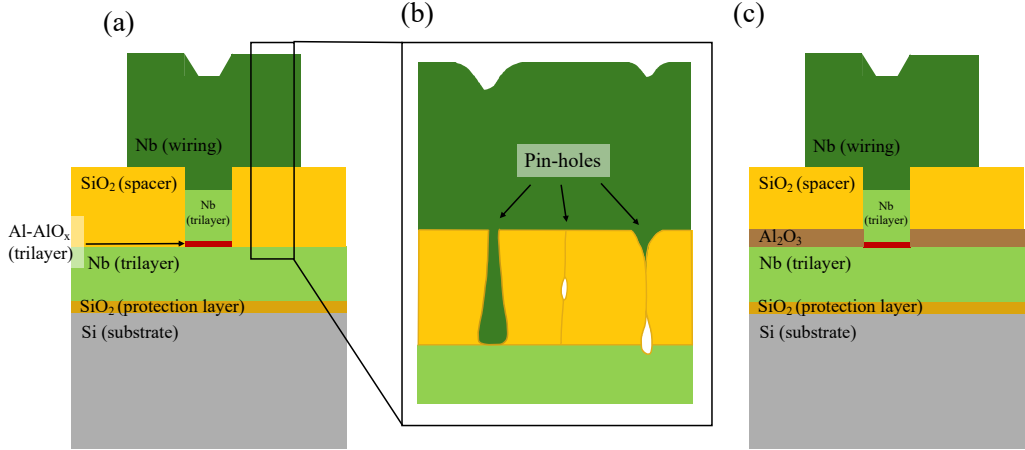 (a)
Nb (wiring)
SiO₂ (spacer)
Nb
(trilayer)
Al-AlOₓ
(trilayer)
Nb (trilayer)
SiO₂ (protection layer)
Si (substrate)
(b)
Pin-holes
(c)
Nb (wiring)
SiO₂ (spacer)
Nb
(trilayer)
Al₂O₃
Nb (trilayer)
SiO₂ (protection layer)
Si (substrate)